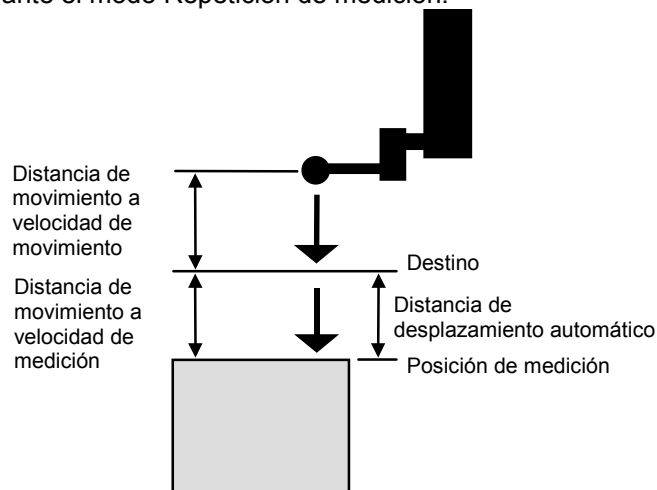 Distancia de
movimiento a
velocidad de
movimiento
Distancia de
movimiento a
velocidad de
medición
Destino
Distancia de
desplazamiento automático
Posición de medición